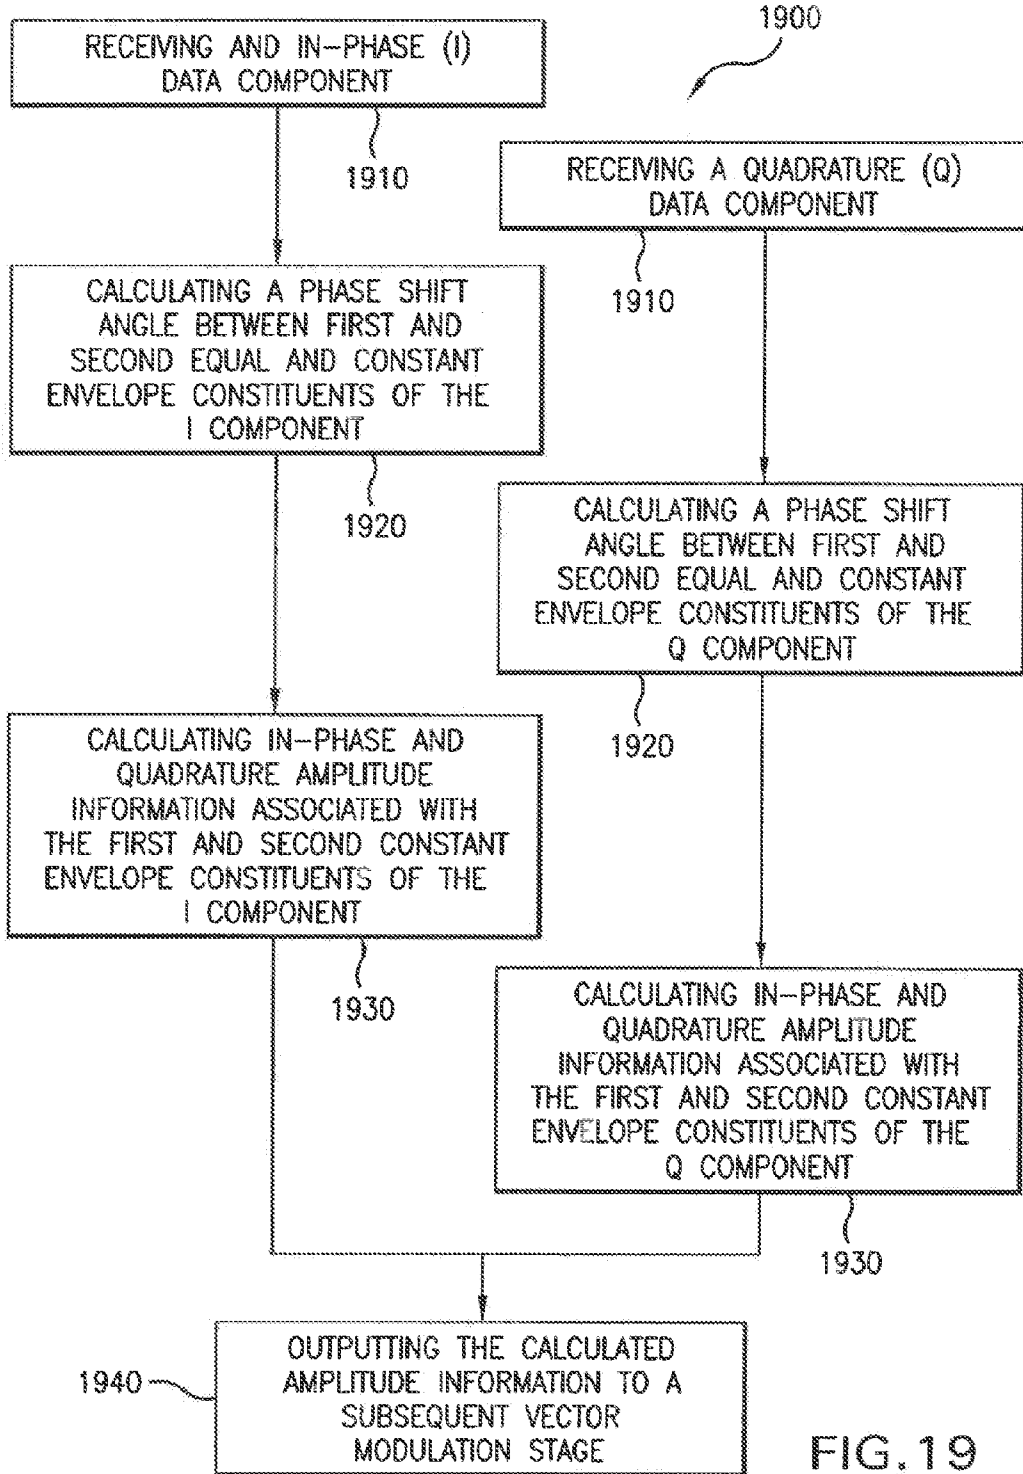 1900
RECEIVING AND IN-PHASE (I)
DATA COMPONENT
1910
RECEIVING A QUADRATURE (Q)
DATA COMPONENT
1910
CALCULATING A PHASE SHIFT
ANGLE BETWEEN FIRST AND
SECOND EQUAL AND CONSTANT
ENVELOPE CONSTITUENTS OF THE
I COMPONENT
1920
CALCULATING A PHASE SHIFT
ANGLE BETWEEN FIRST AND
SECOND EQUAL AND CONSTANT
ENVELOPE CONSTITUENTS OF THE
Q COMPONENT
1920
CALCULATING IN-PHASE AND
QUADRATURE AMPLITUDE
INFORMATION ASSOCIATED WITH
THE FIRST AND SECOND CONSTANT
ENVELOPE CONSTITUENTS OF THE
I COMPONENT
1930
CALCULATING IN-PHASE AND
QUADRATURE AMPLITUDE
INFORMATION ASSOCIATED WITH
THE FIRST AND SECOND CONSTANT
ENVELOPE CONSTITUENTS OF THE
Q COMPONENT
1930
OUTPUTTING THE CALCULATED
AMPLITUDE INFORMATION TO A
SUBSEQUENT VECTOR
MODULATION STAGE
1940
FIG.19